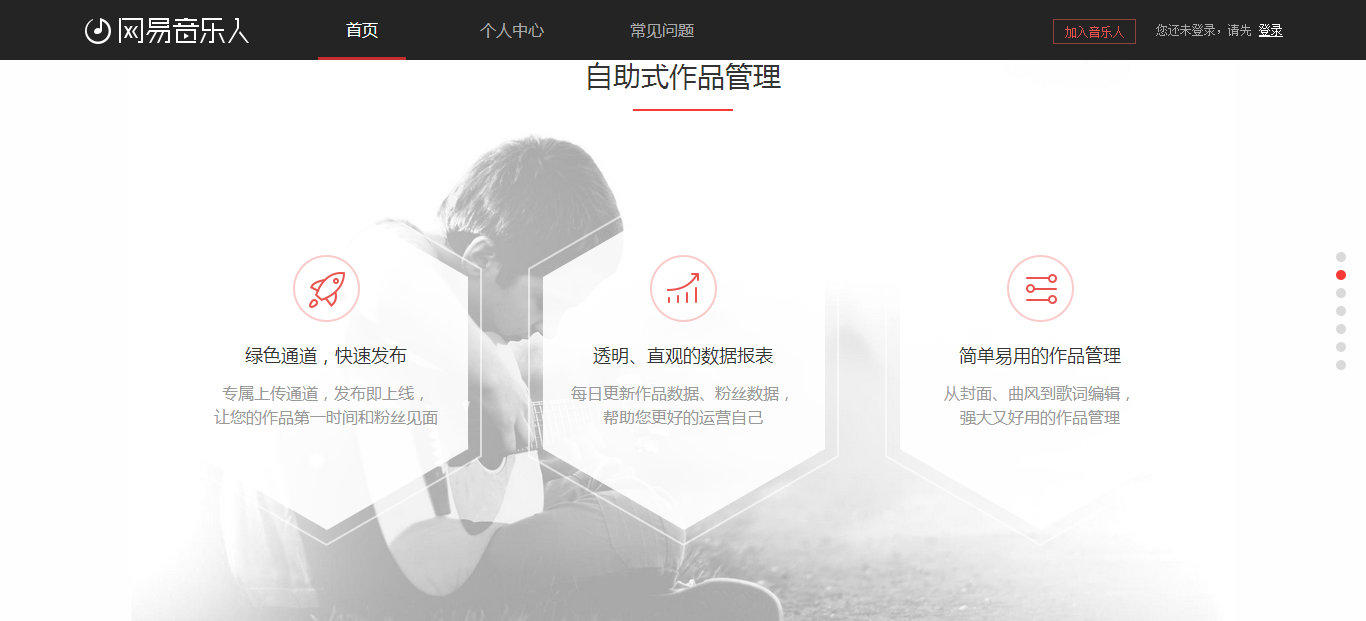 网易音乐人
首页
个人中心
常见问题
加入音乐人
您还未登录，请先 登录
自助式作品管理
绿色通道，快速发布
专属上传通道，发布即上线，
让您的作品第一时间和粉丝见面
透明、直观的数据报表
每日更新作品数据、粉丝数据，
帮助您更好的运营自己
简单易用的作品管理
从封面、曲风到歌词编辑，
强大又好用的作品管理